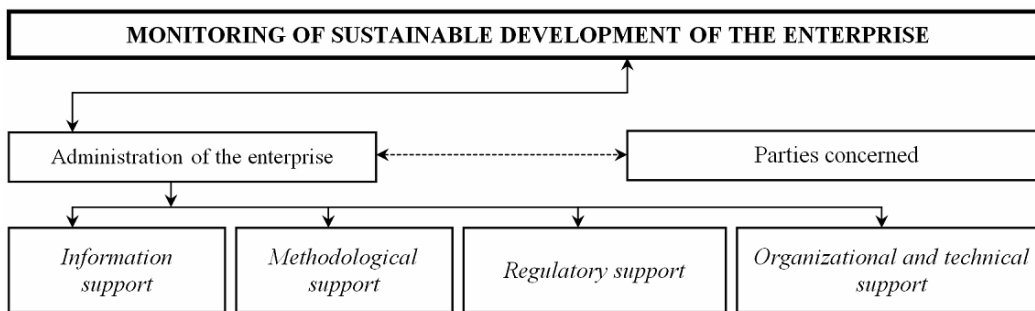 MONITORING OF SUSTAINABLE DEVELOPMENT OF THE ENTERPRISE
Administration of the enterprise
Parties concerned
Information
support
Methodological
support
Regulatory support
Organizational and technical
support